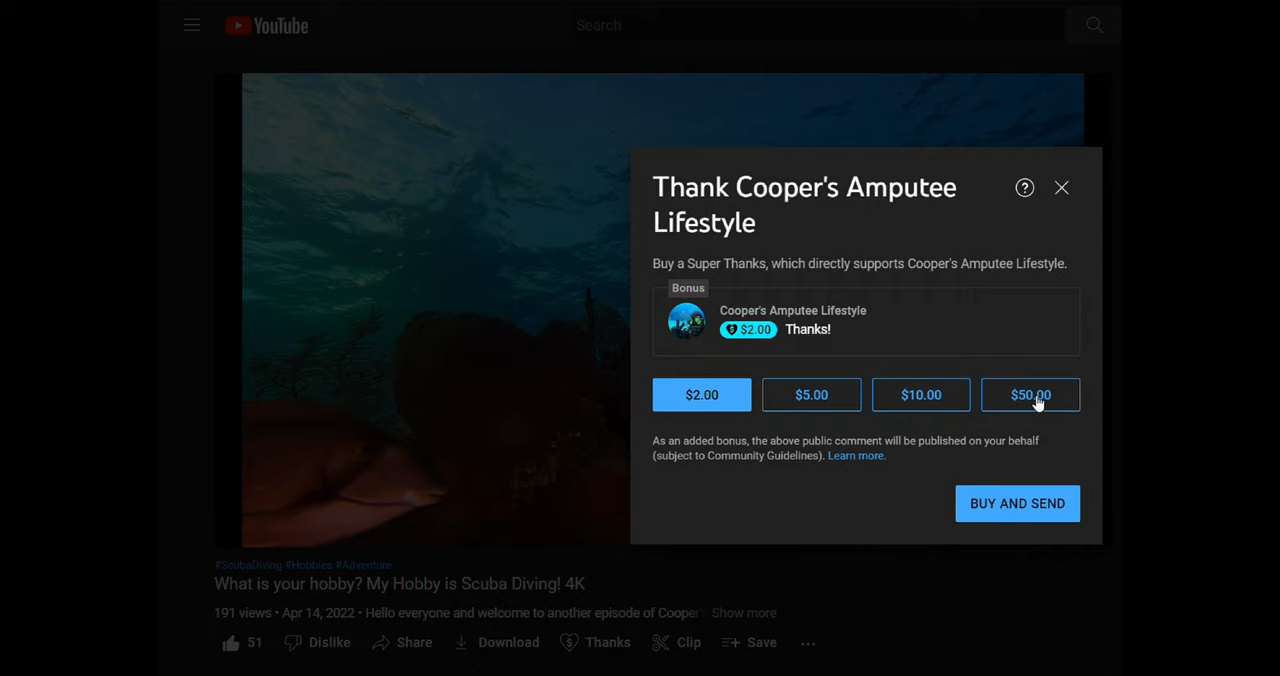 YouTube
Search
Thank Cooper's Amputee
Lifestyle
Buy a Super Thanks, which directly supports Cooper's Amputee Lifestyle.
Bonus
Cooper's Amputee Lifestyle
$2.00 Thanks!
$2.00 $5.00 $10.00 $50.00
As an added bonus, the above public comment will be published on your behalf
(subject to Community Guidelines). Learn more.
BUY AND SEND
#ScubaDiving #Hobbies #Adventure
What is your hobby? My Hobby is Scuba Diving! 4K
191 views • Apr 14, 2022 • Hello everyone and welcome to another episode of Cooper' Show more
51 Dislike Share Download Thanks Clip Save